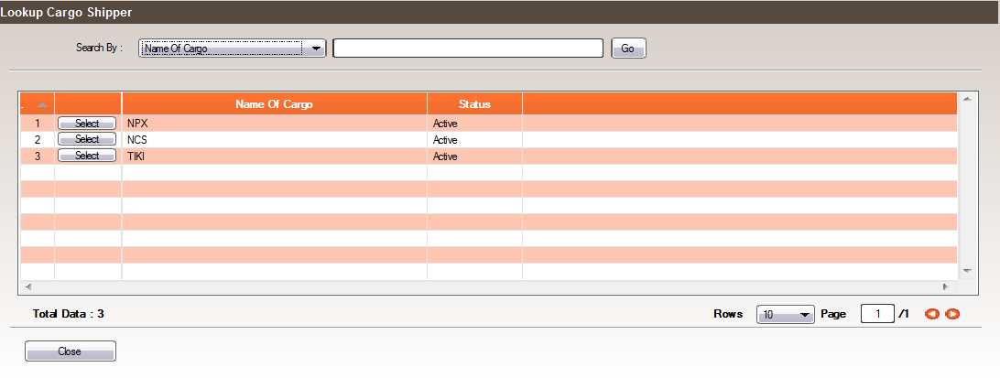 Lookup Cargo Shipper
Search By : Name Of Cargo Go
. Name Of Cargo Status
1 Select NPX Active
2 Select NCS Active
3 Select TIKI Active
Total Data : 3 Rows 10 Page 1 /1
Close